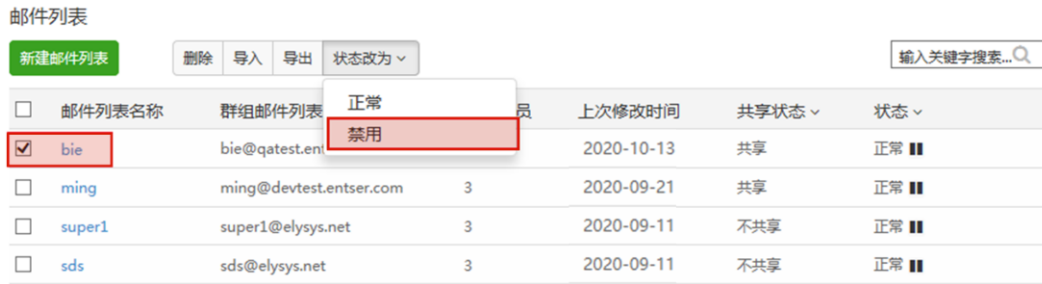 邮件列表
新建邮件列表 删除 导入 导出 状态改为 输入关键字搜索...
正常
邮件列表名称 群组邮件列表 员 上次修改时间 共享状态 状态
禁用
bie bie@qatest.ent 2020-10-13 共享 正常
ming ming@devtest.entser.com 3 2020-09-21 共享 正常
super1 super1@elysys.net 3 2020-09-11 不共享 正常
sds sds@elysys.net 3 2020-09-11 不共享 正常